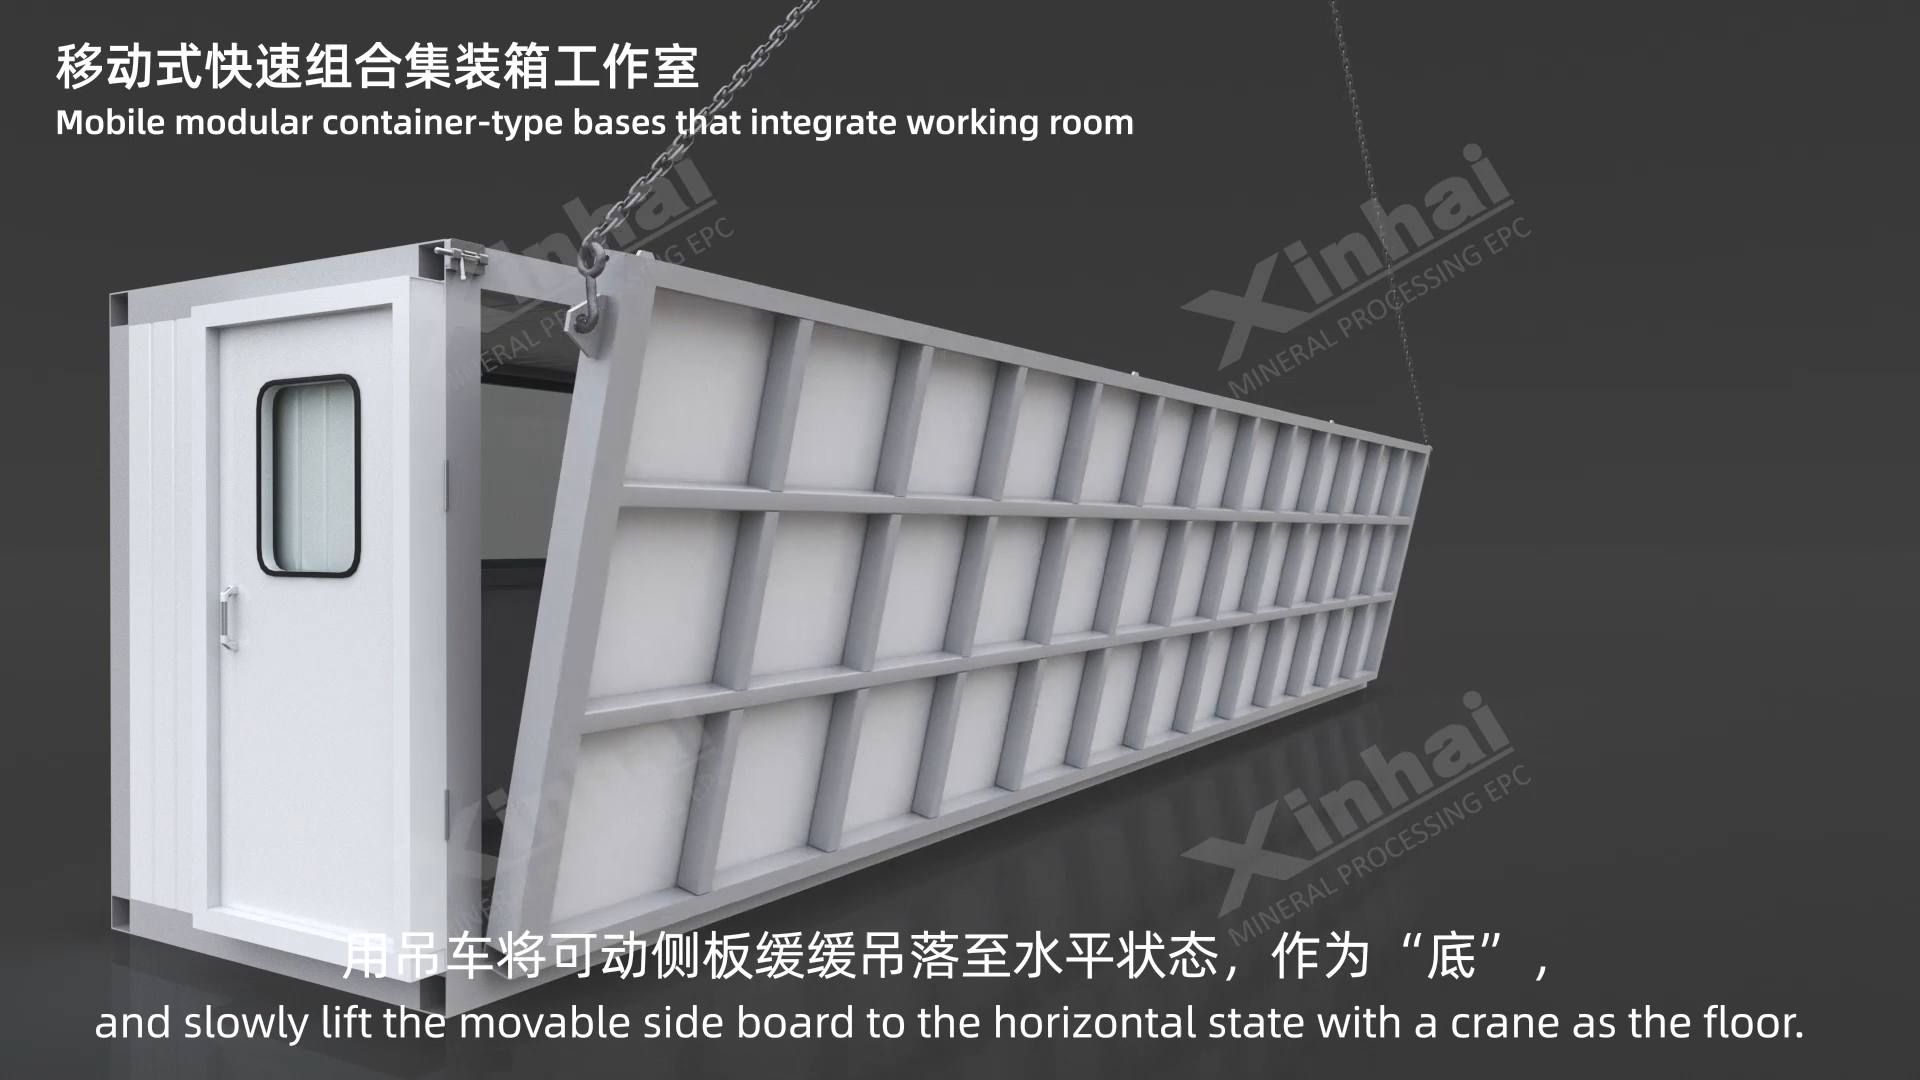 移动式快速组合集装箱工作室
Mobile modular container-type bases that integrate working room
Xinhai
MINERAL PROCESSING EPC
Xinhai
MINERAL PROCESSING EPC
Xinhai
MINERAL PROCESSING EPC
用吊车将可动侧板缓缓吊落至水平状态，作为“底”，
and slowly lift the movable side board to the horizontal state with a crane as the floor.